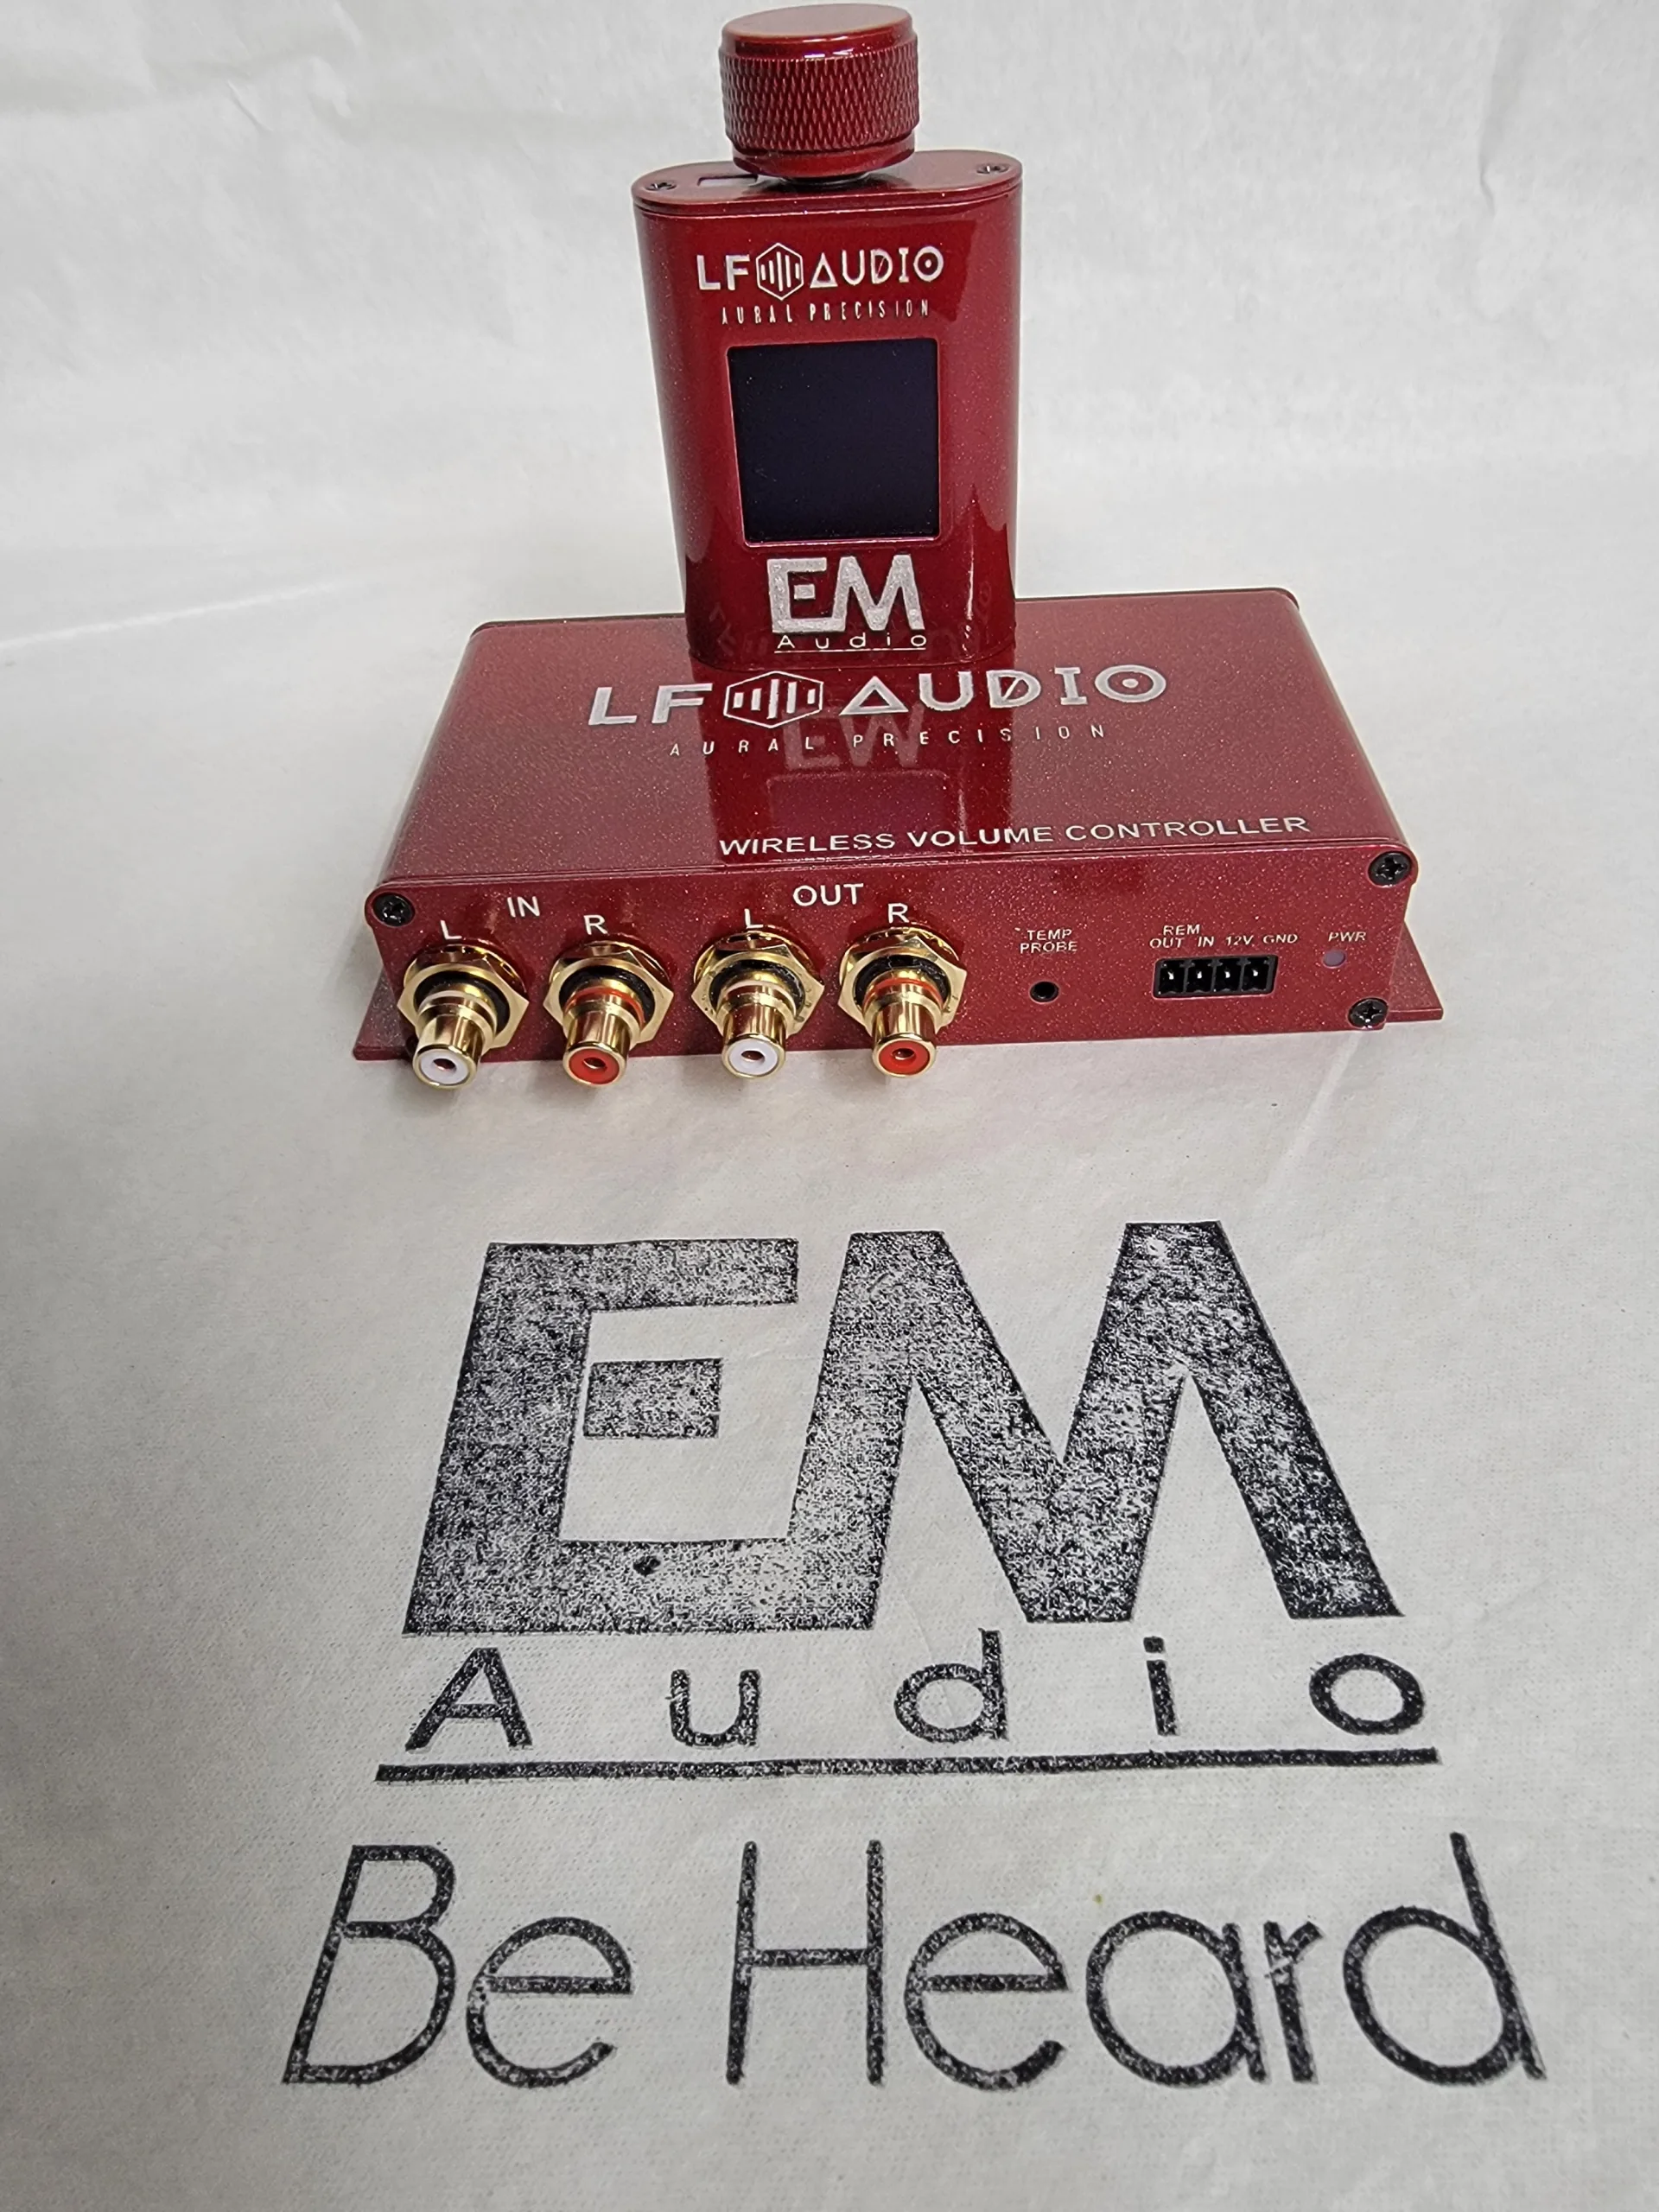 LF AUDIO
AURAL PRECISION
EM
Audio
LF AUDIO
AURAL PRECISION
WIRELESS VOLUME CONTROLLER
IN
OUT
L
R
L
R
TEMP
PROBE
REM
OUT IN 12V GND
PWR
EM
Audio
Be Heard